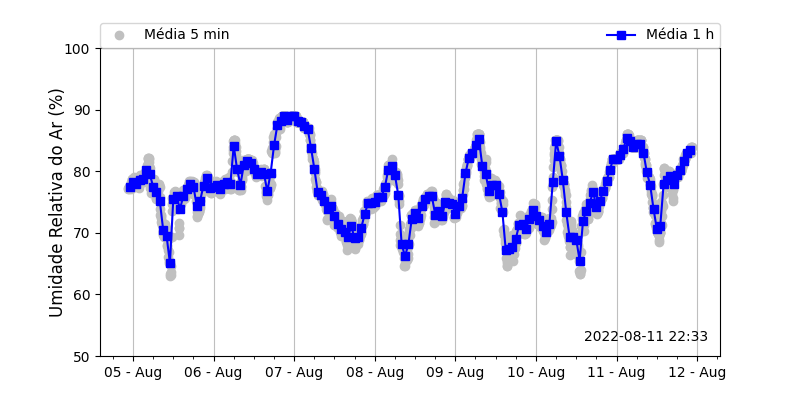 Média 5 min
Média 1 h
Umidade Relativa do Ar (%)
100
90
80
70
60
50
2022-08-11 22:33
05 - Aug
06 - Aug
07 - Aug
08 - Aug
09 - Aug
10 - Aug
11 - Aug
12 - Aug